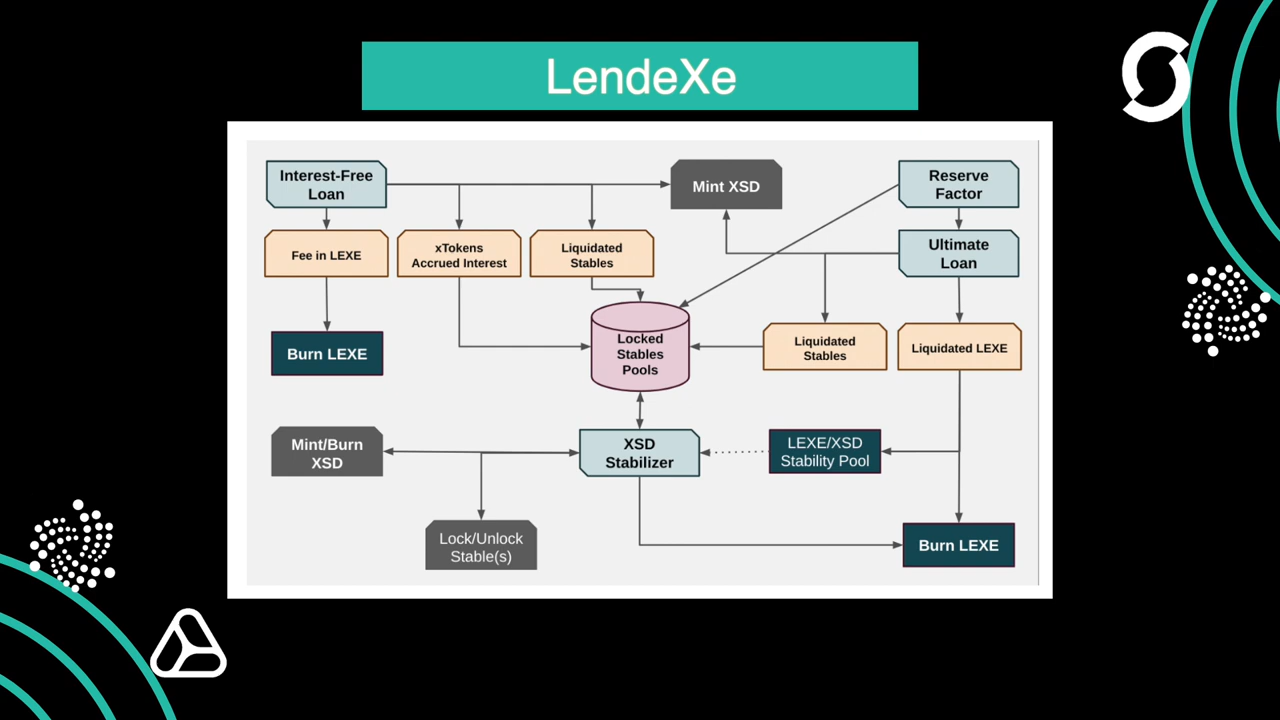 LendeXe
Interest-Free
Loan
Mint XSD
Reserve
Factor
Fee in LEXE
xTokens
Accrued Interest
Liquidated
Stables
Ultimate
Loan
Burn LEXE
Locked
Stables
Pools
Liquidated
Stables
Liquidated LEXE
Mint/Burn
XSD
XSD
Stabilizer
LEXE/XSD
Stability Pool
Lock/Unlock
Stable(s)
Burn LEXE